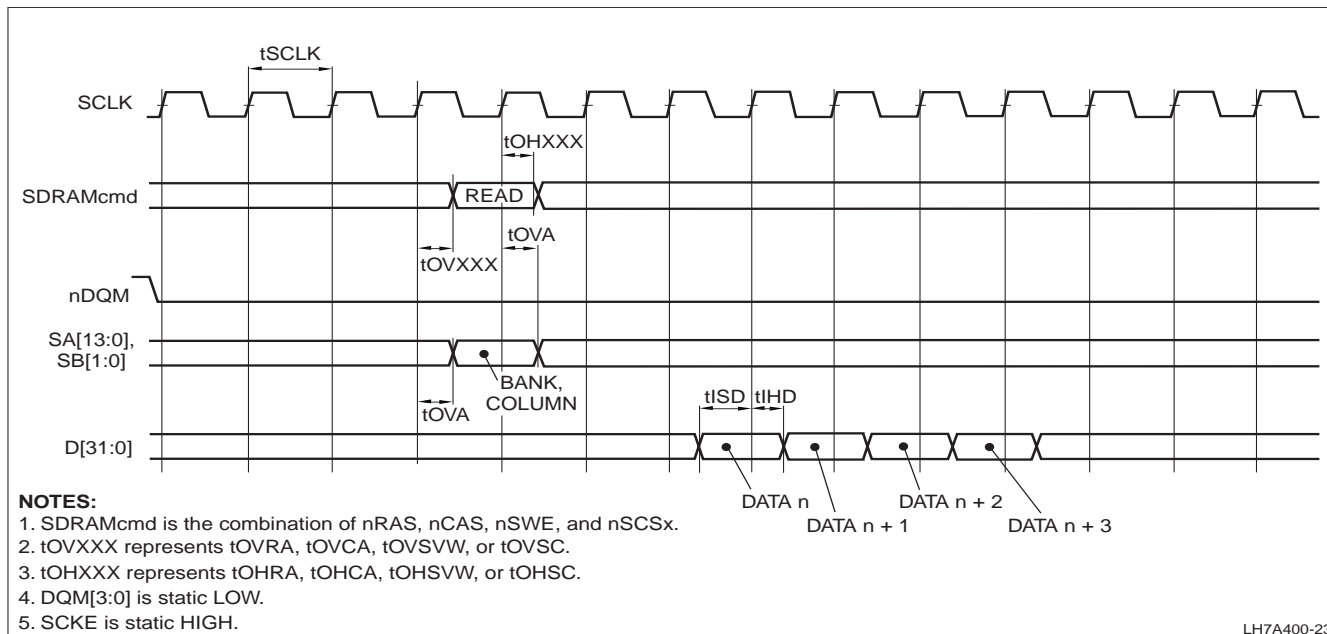 tSCLK
SCLK
tOHXXX
SDRAMcmd
READ
tOVA
tOVXXX
nDQM
SA[13:0],
SB[1:0]
BANK,
COLUMN
tOVA
tISD
tIHD
D[31:0]
DATA n
DATA n + 1
DATA n + 2
DATA n + 3
NOTES:
1. SDRAMcmd is the combination of nRAS, nCAS, nSWE, and nSCSx.
2. tOVXXX represents tOVRA, tOVCA, tOVSVW, or tOVSC.
3. tOHXXX represents tOHRA, tOHCA, tOHSVW, or tOHSC.
4. DQM[3:0] is static LOW.
5. SCKE is static HIGH.
LH7A400-23